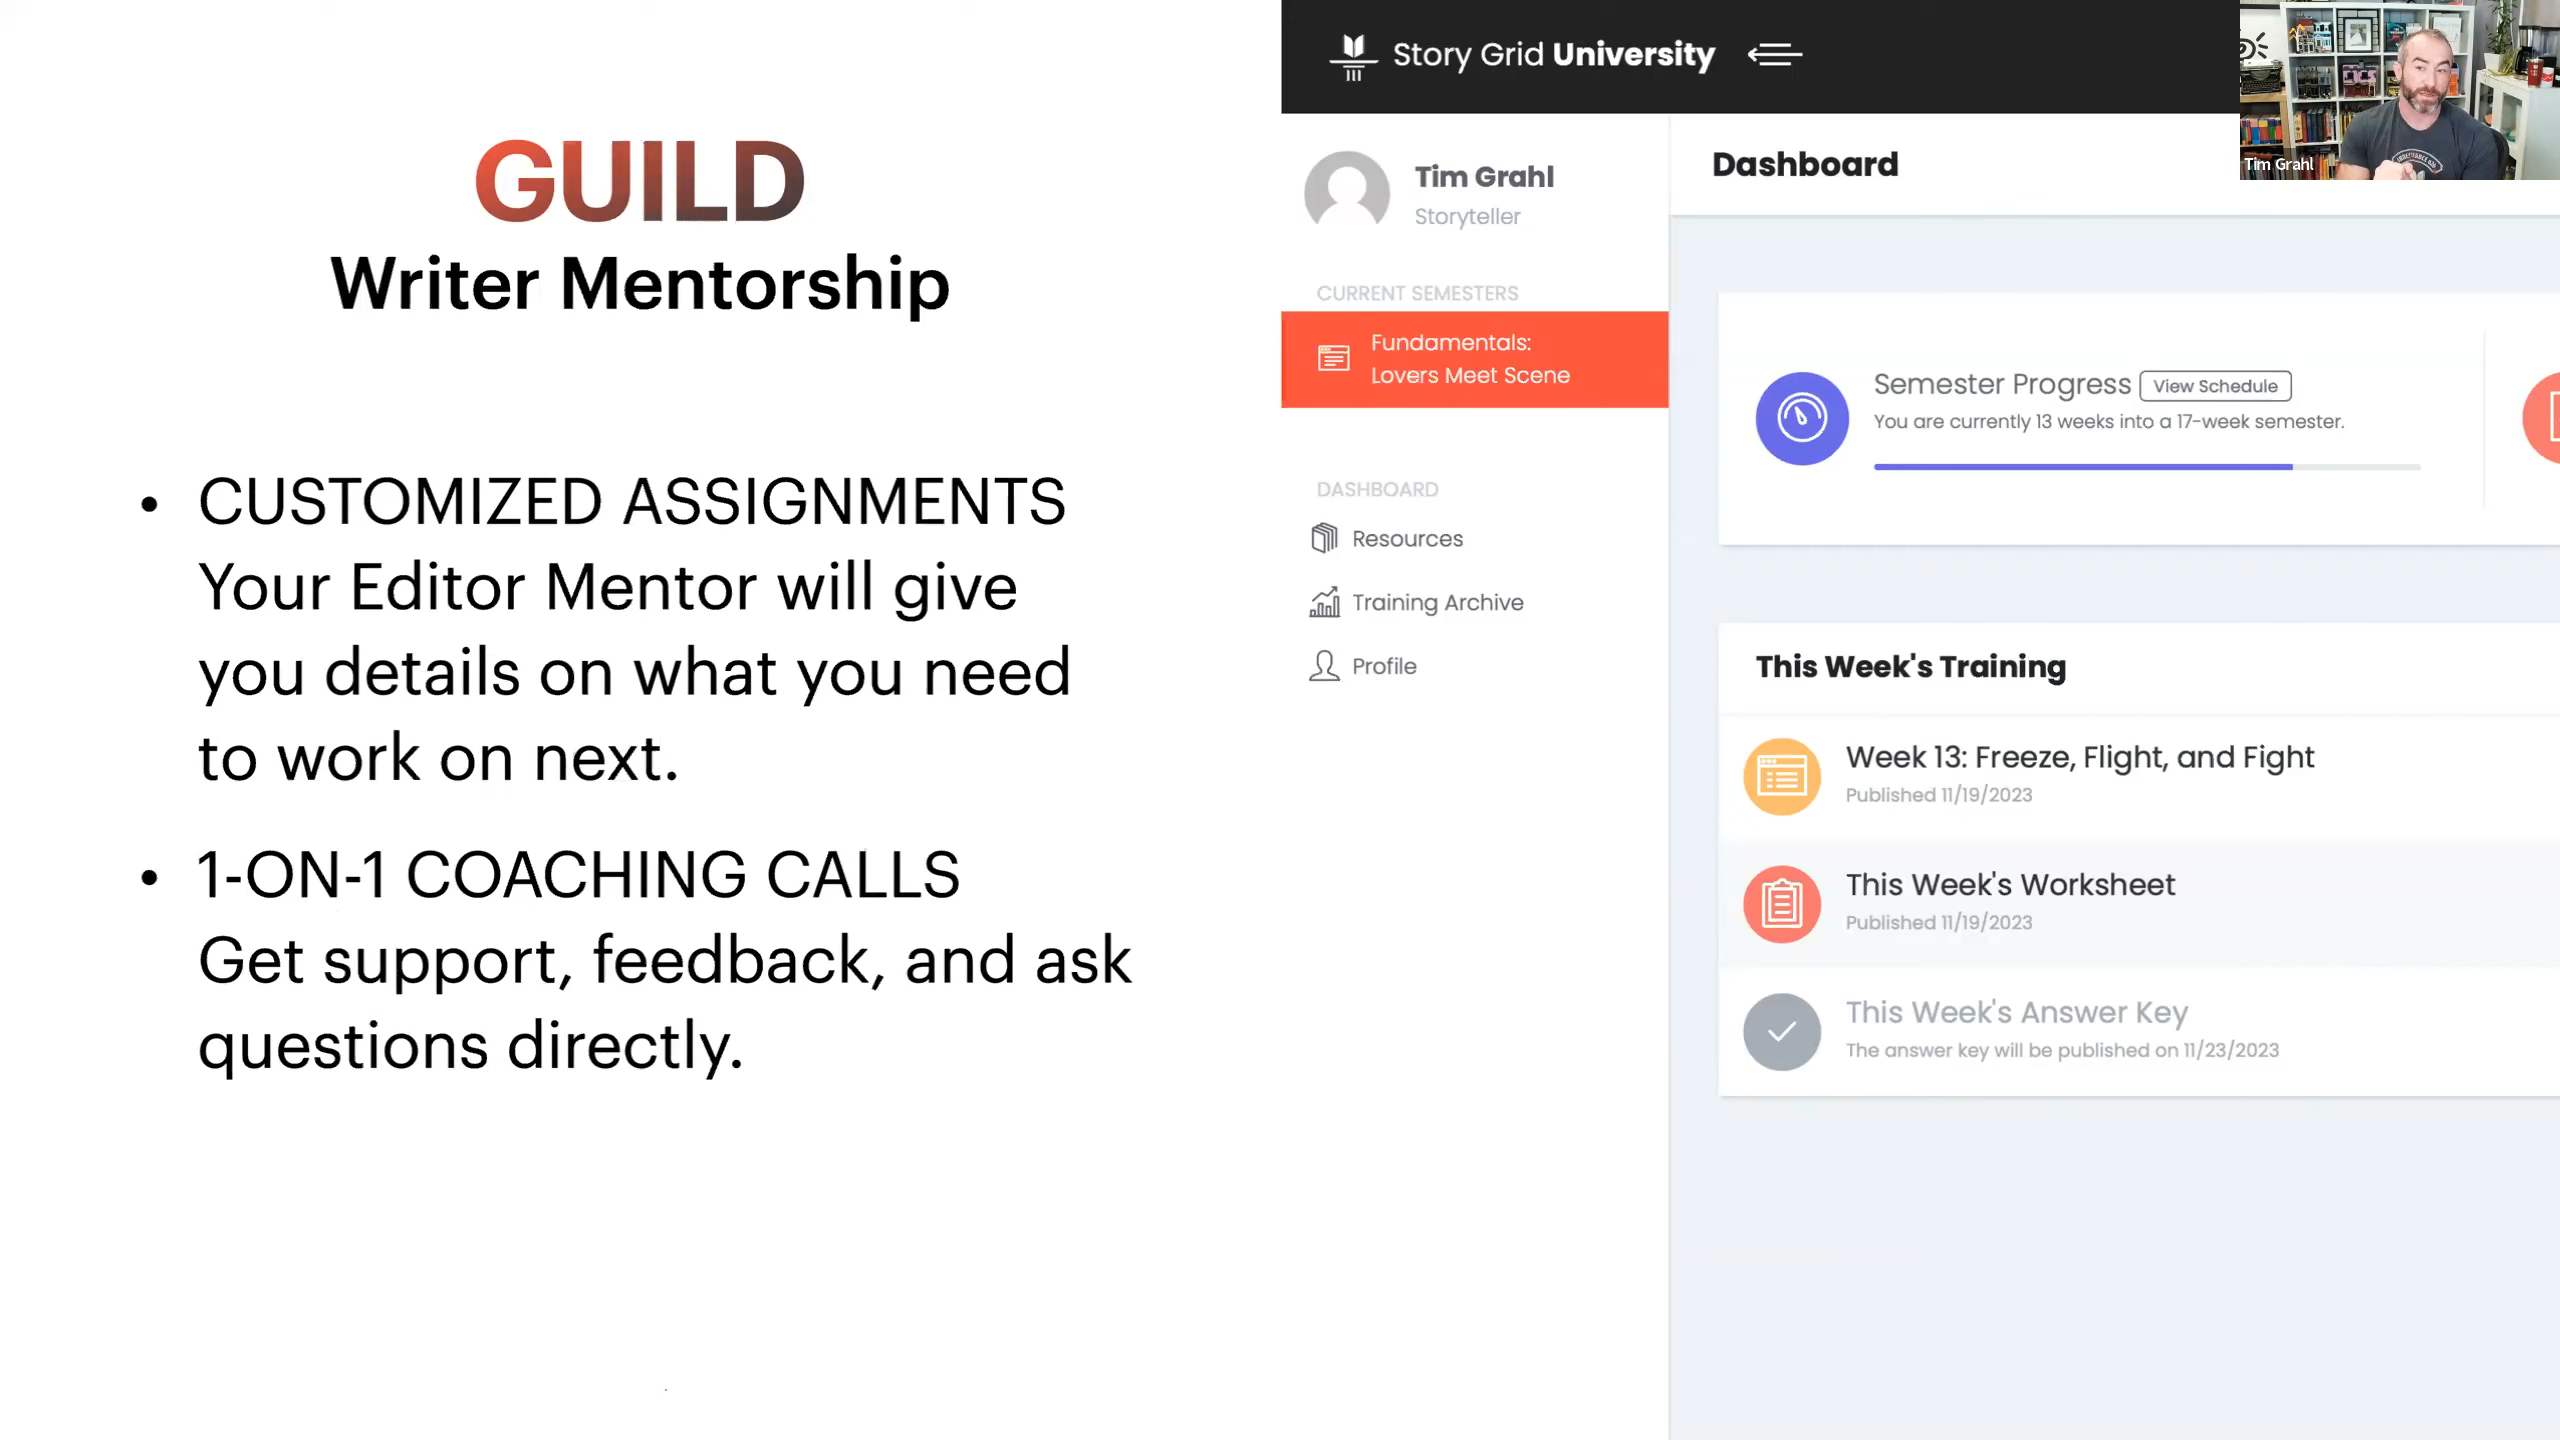 GUILD
Writer Mentorship
• CUSTOMIZED ASSIGNMENTS
Your Editor Mentor will give
you details on what you need
to work on next.
• 1-ON-1 COACHING CALLS
Get support, feedback, and ask
questions directly.
Story Grid University
Tim Grahl
Storyteller
CURRENT SEMESTERS
Fundamentals:
Lovers Meet Scene
DASHBOARD
Resources
Training Archive
Profile
Dashboard
Semester Progress View Schedule
You are currently 13 weeks into a 17-week semester.
This Week's Training
Week 13: Freeze, Flight, and Fight
Published 11/19/2023
This Week's Worksheet
Published 11/19/2023
This Week's Answer Key
The answer key will be published on 11/23/2023
Tim Grahl